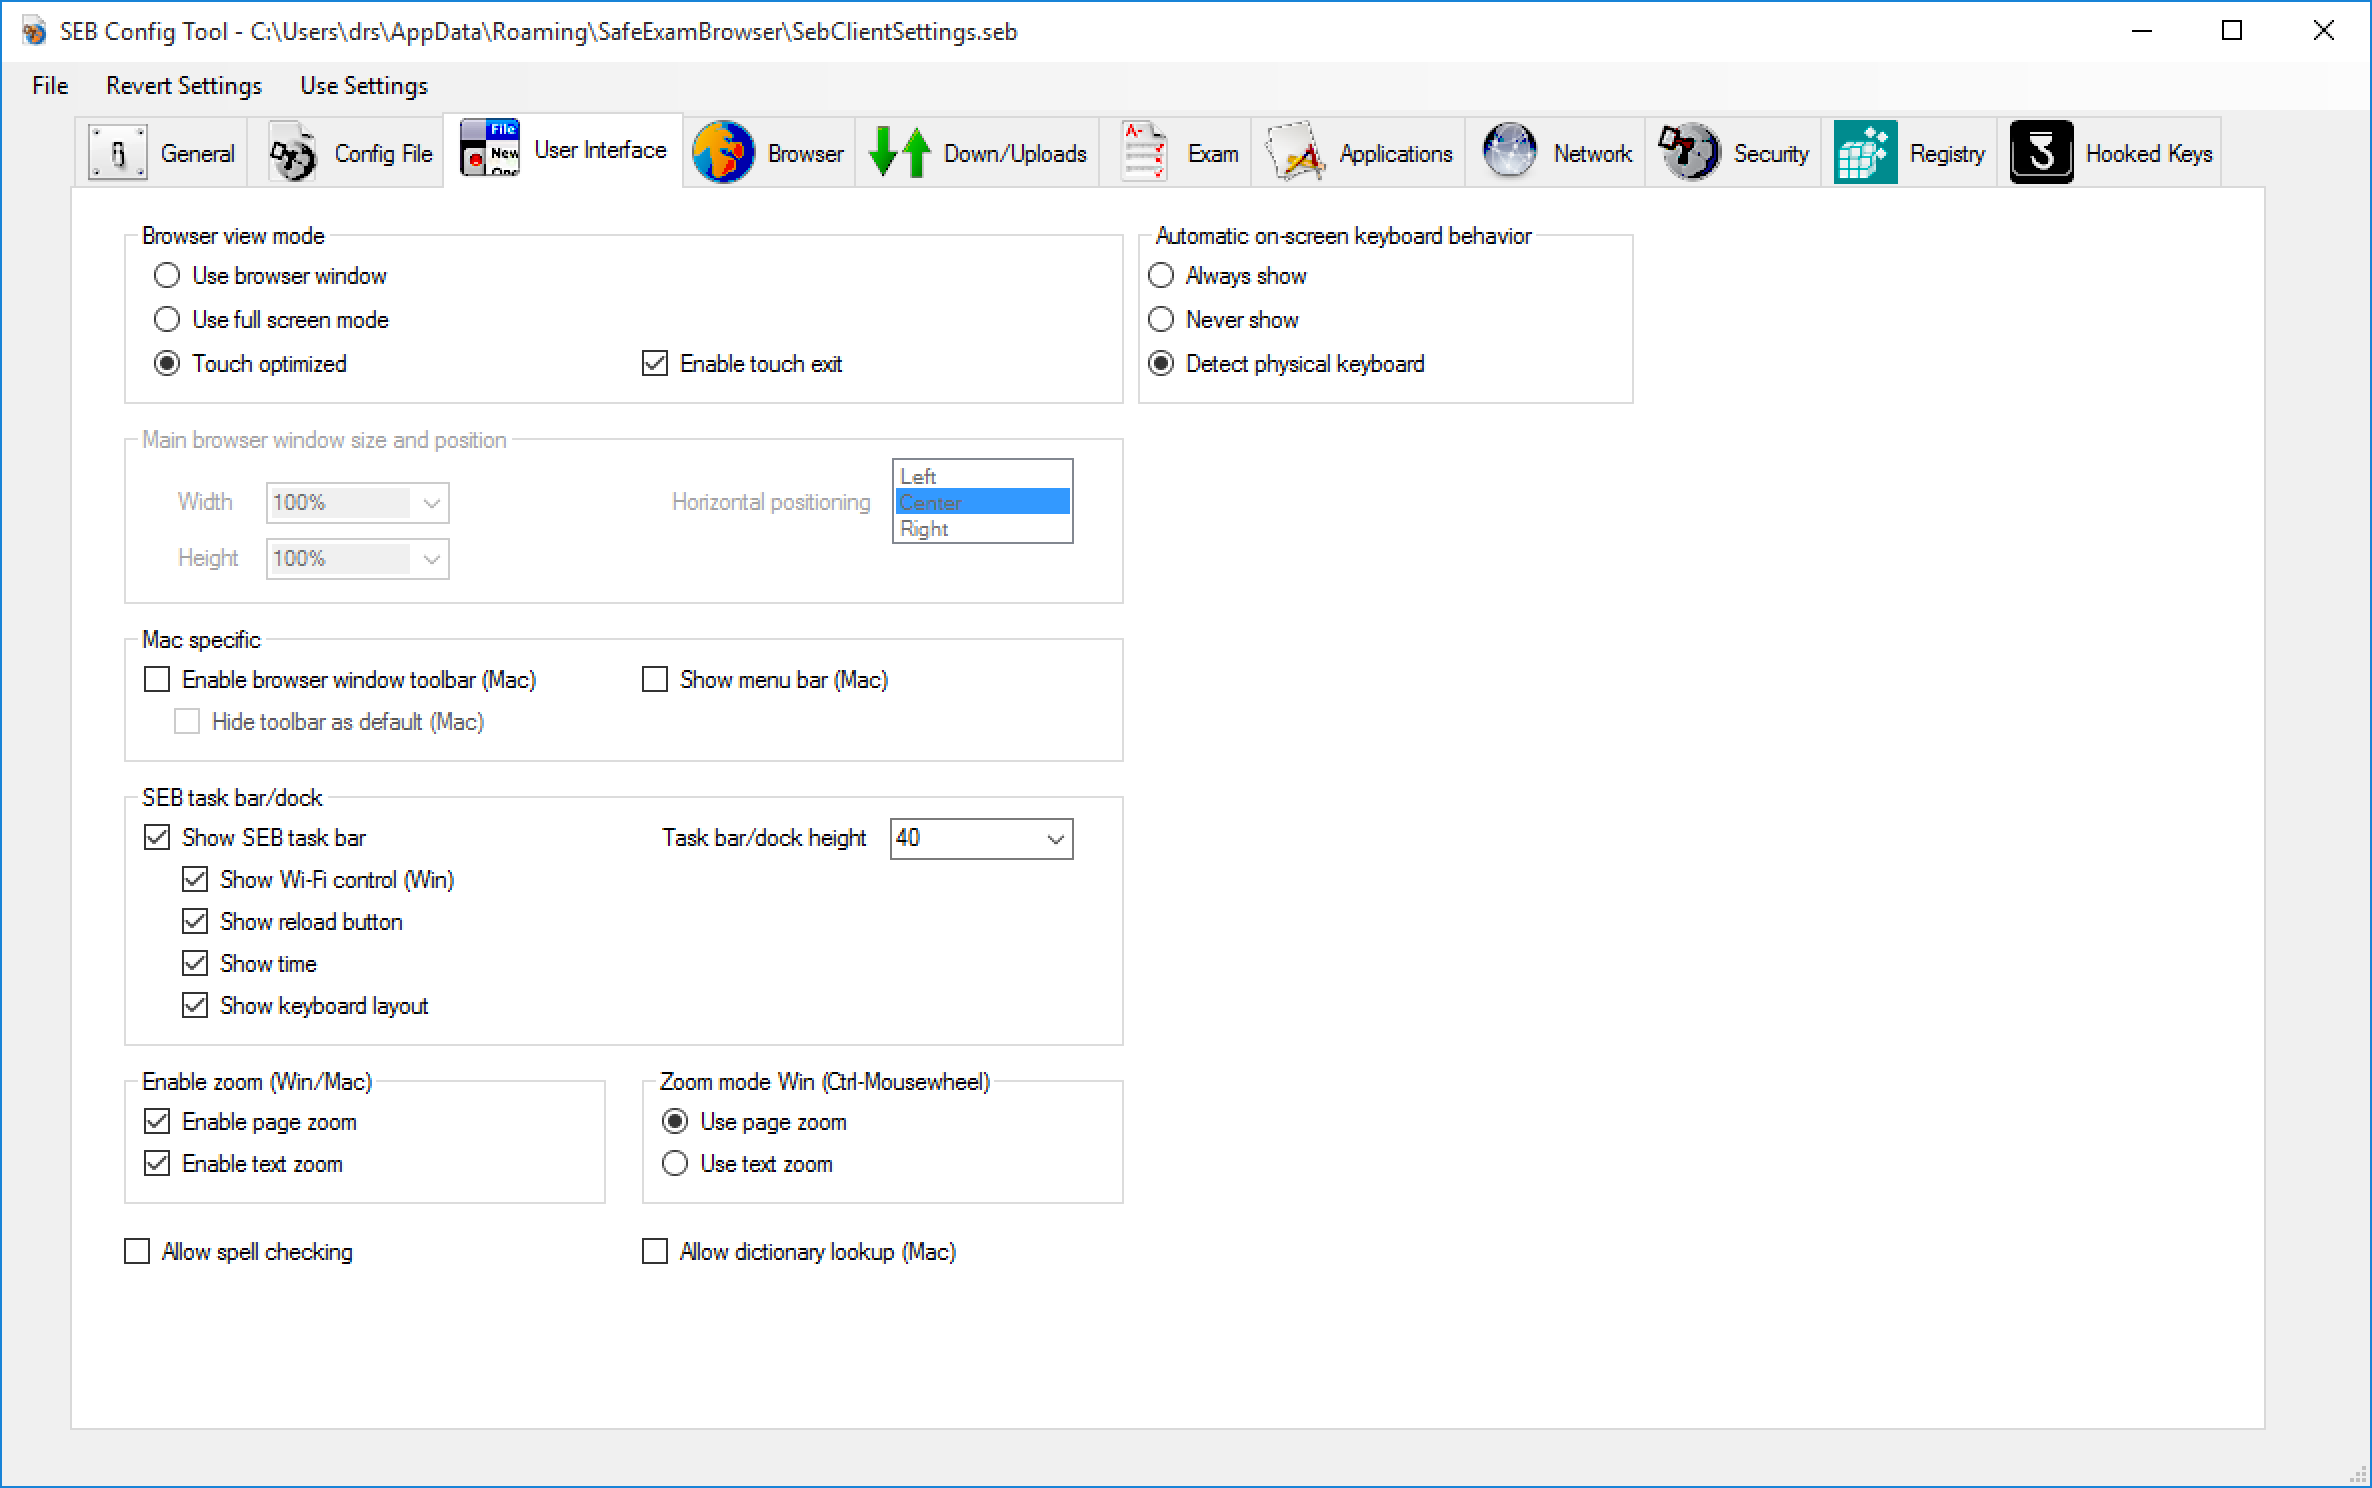 SEB Config Tool - C:\Users\drs\AppData\Roaming\SafeExamBrowser\SebClientSettings.seb
File Revert Settings Use Settings
General Config File User Interface Browser Down/Uploads Exam Applications Network Security Registry Hooked Keys
File
New
A-
Browser view mode
Use browser window
Use full screen mode
Touch optimized Enable touch exit
Automatic on-screen keyboard behavior
Always show
Never show
Detect physical keyboard
Main browser window size and position
Width 100%
Height 100%
Horizontal positioning
Left
Center
Right
Mac specific
Enable browser window toolbar (Mac) Show menu bar (Mac)
Hide toolbar as default (Mac)
SEB task bar/dock
Show SEB task bar Task bar/dock height 40
Show Wi-Fi control (Win)
Show reload button
Show time
Show keyboard layout
Enable zoom (Win/Mac)
Enable page zoom
Enable text zoom
Zoom mode Win (Ctrl-Mousewheel)
Use page zoom
Use text zoom
Allow spell checking Allow dictionary lookup (Mac)